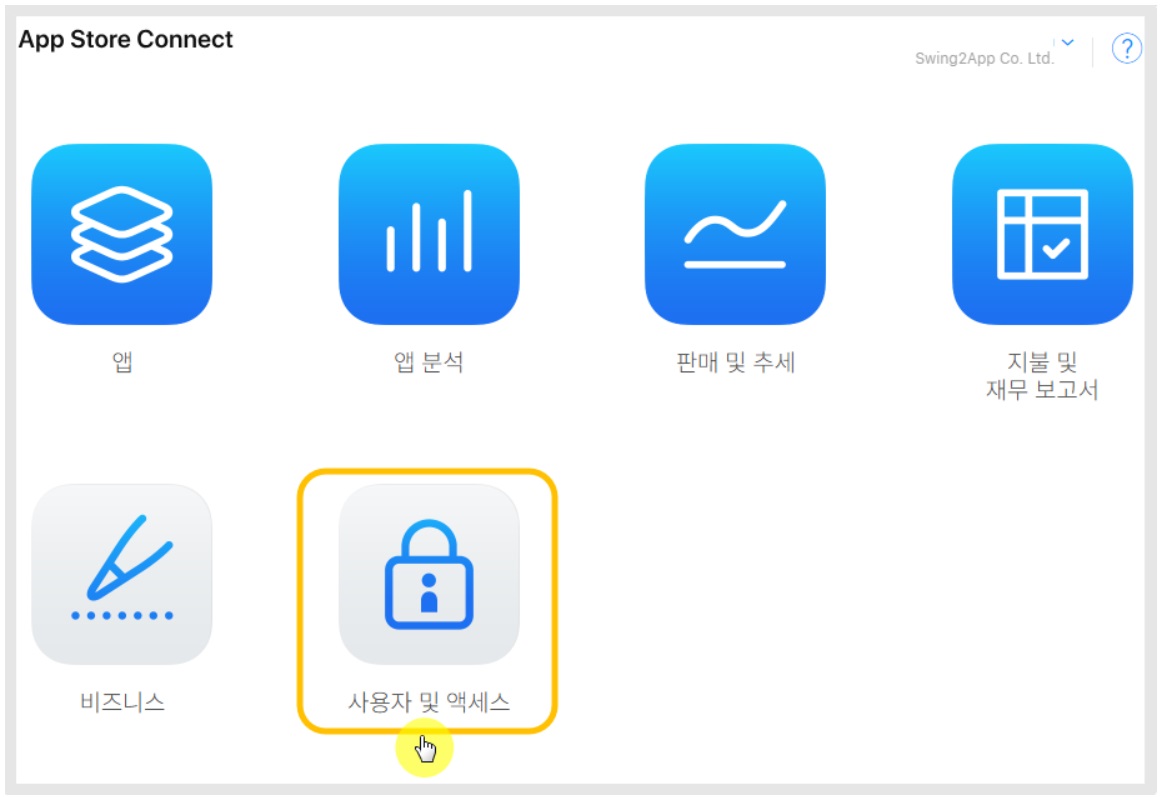 App Store Connect
Swing2App Co. Ltd.
?
앱
앱 분석
판매 및 추세
지불 및
재무 보고서
비즈니스
사용자 및 액세스